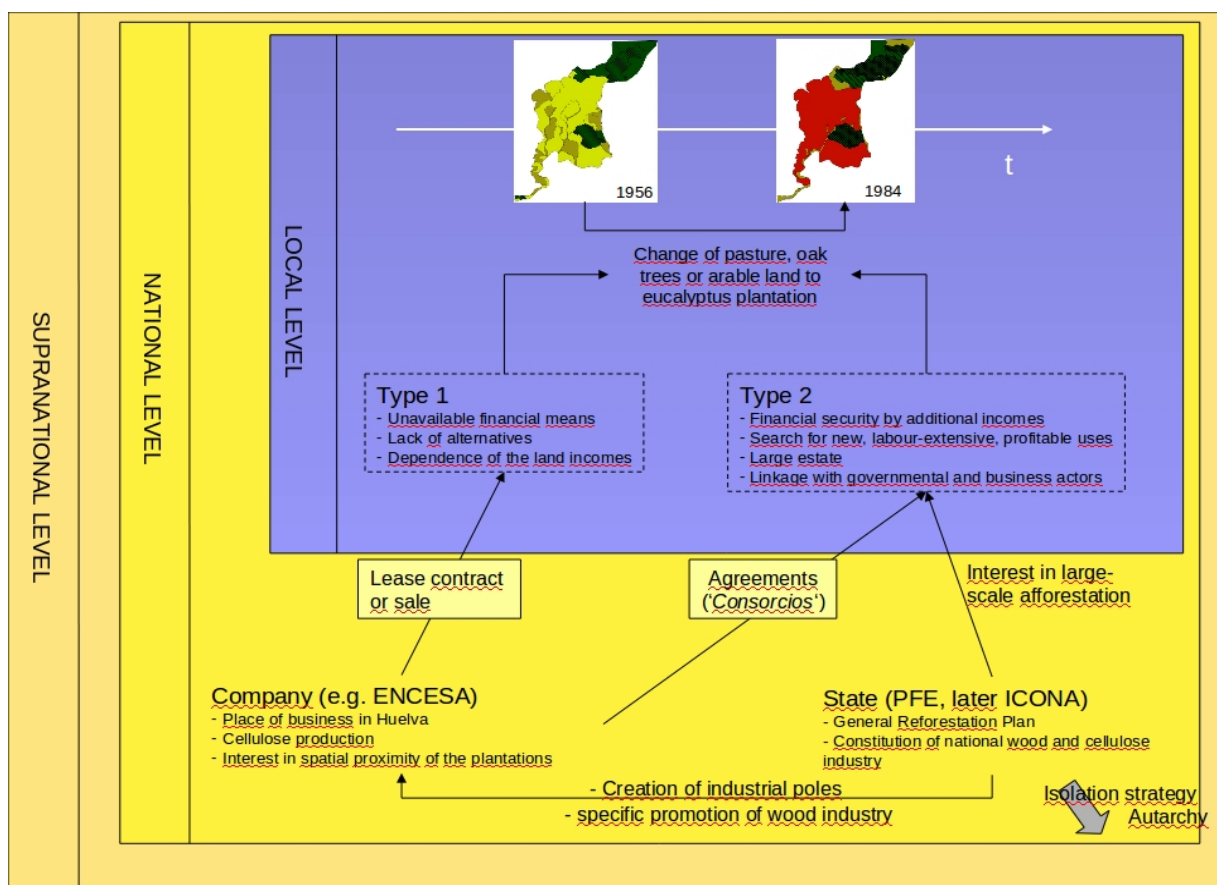 SUPRANATIONAL LEVEL
NATIONAL LEVEL
LOCAL LEVEL
1956
1984
t
Change of pasture, oak
trees or arable land to
eucalyptus plantation
Type 1
- Unavailable financial means
- Lack of alternatives
- Dependence of the land incomes
Type 2
- Financial security by additional incomes
- Search for new, labour-extensive, profitable uses
- Large estate
- Linkage with governmental and business actors
Lease contract
or sale
Agreements
(‘Consorcios‘)
Interest in large-
scale afforestation
Company (e.g. ENCESA)
- Place of business in Huelva
- Cellulose production
- Interest in spatial proximity of the plantations
State (PFE, later ICONA)
- General Reforestation Plan
- Constitution of national wood and cellulose
industry
- Creation of industrial poles
- specific promotion of wood industry
Isolation strategy
Autarchy